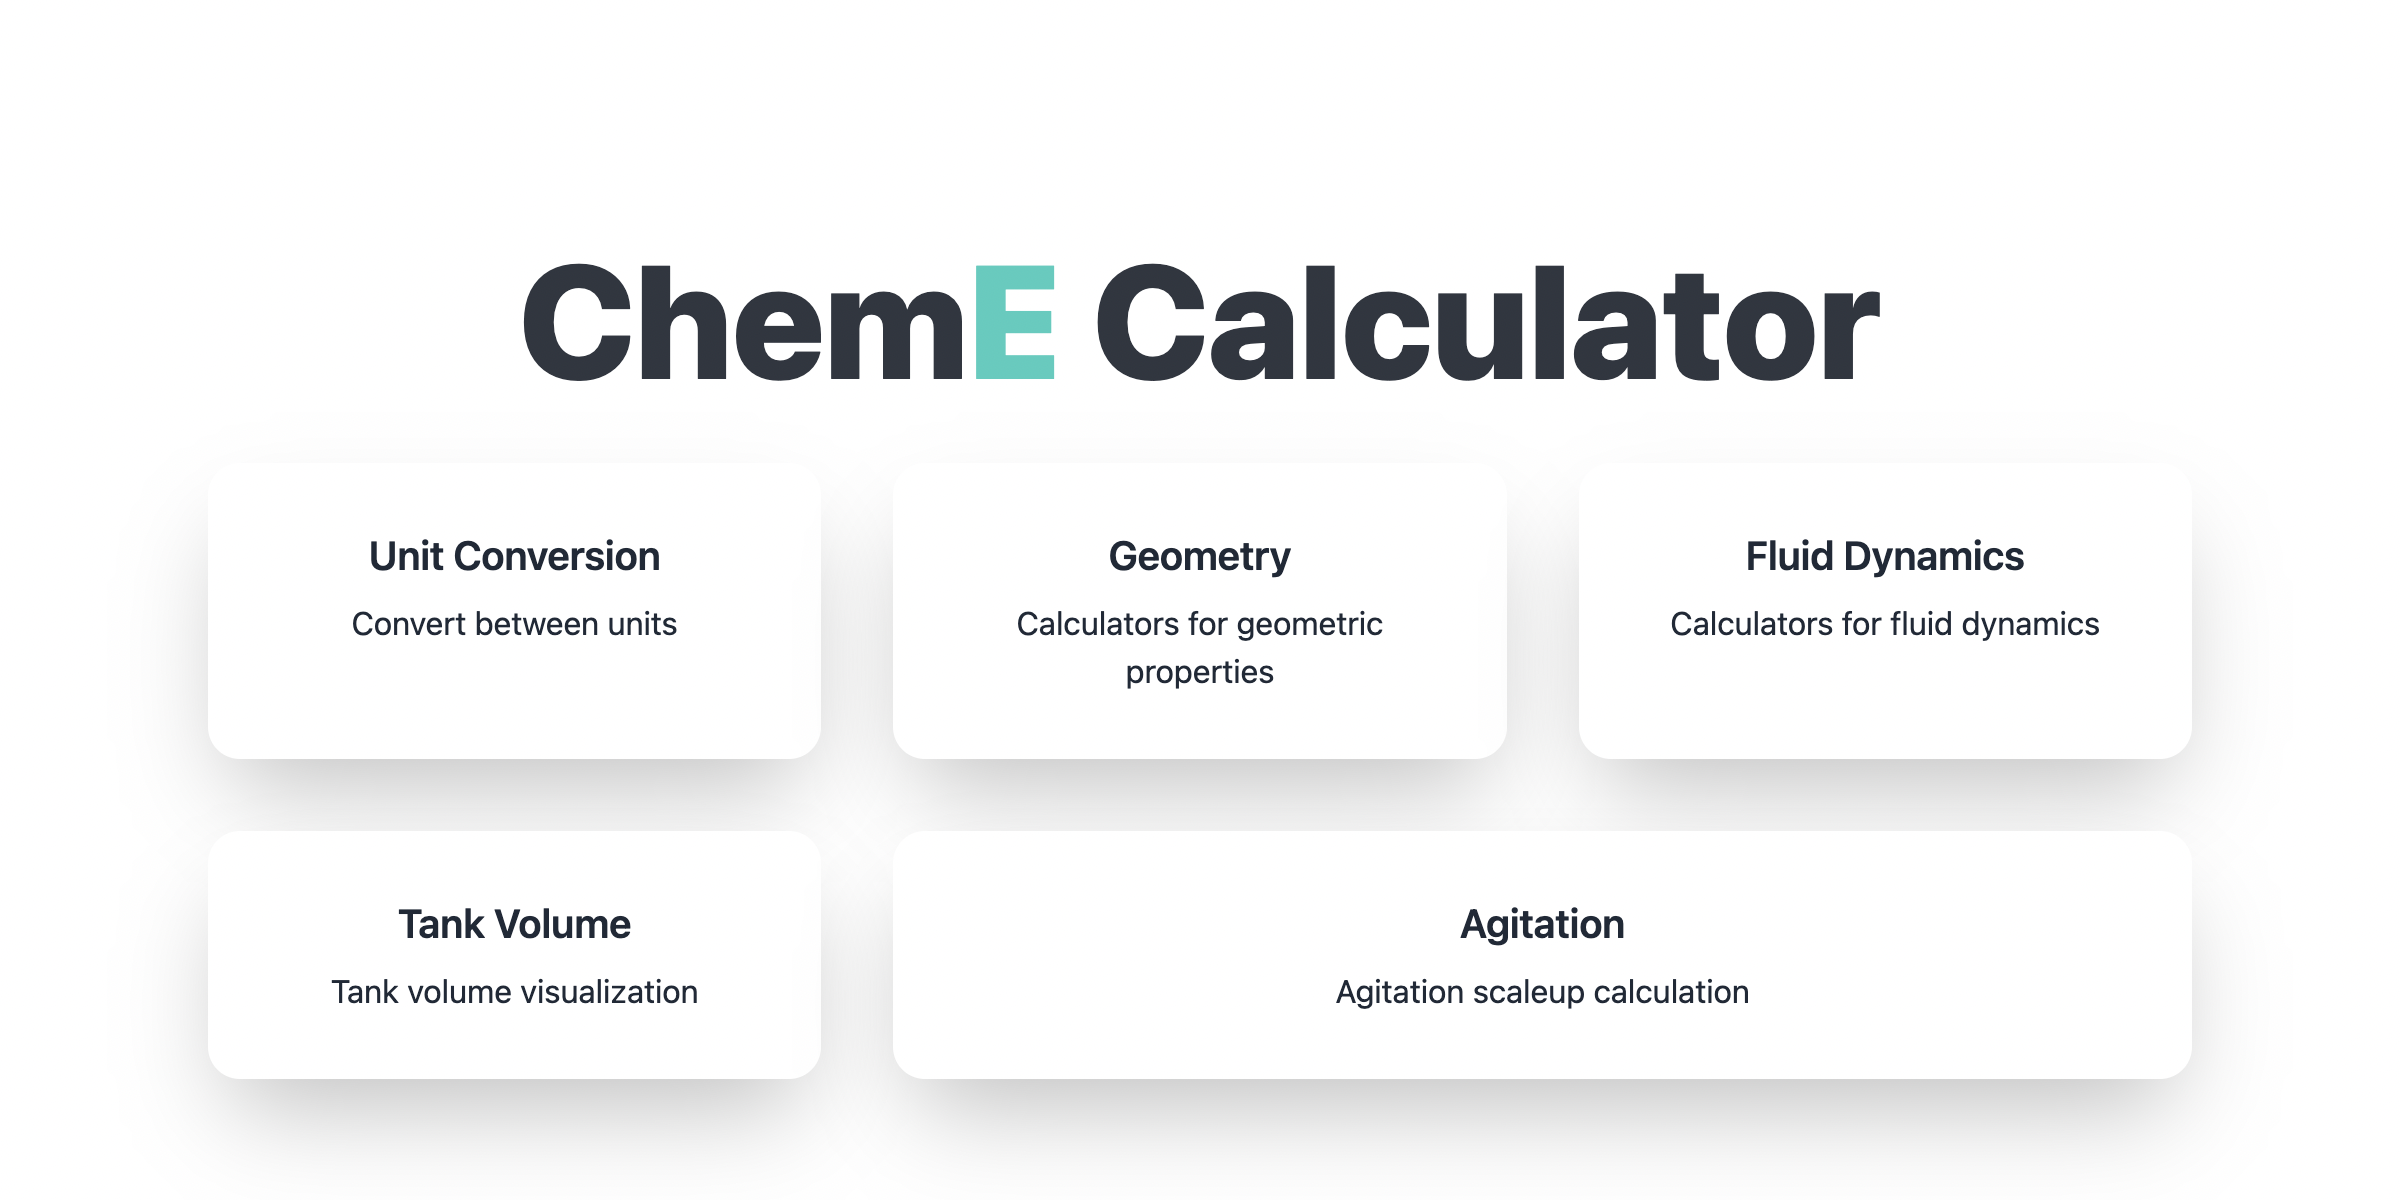 ChemE Calculator
Unit Conversion
Convert between units
Geometry
Calculators for geometric
properties
Fluid Dynamics
Calculators for fluid dynamics
Tank Volume
Tank volume visualization
Agitation
Agitation scaleup calculation